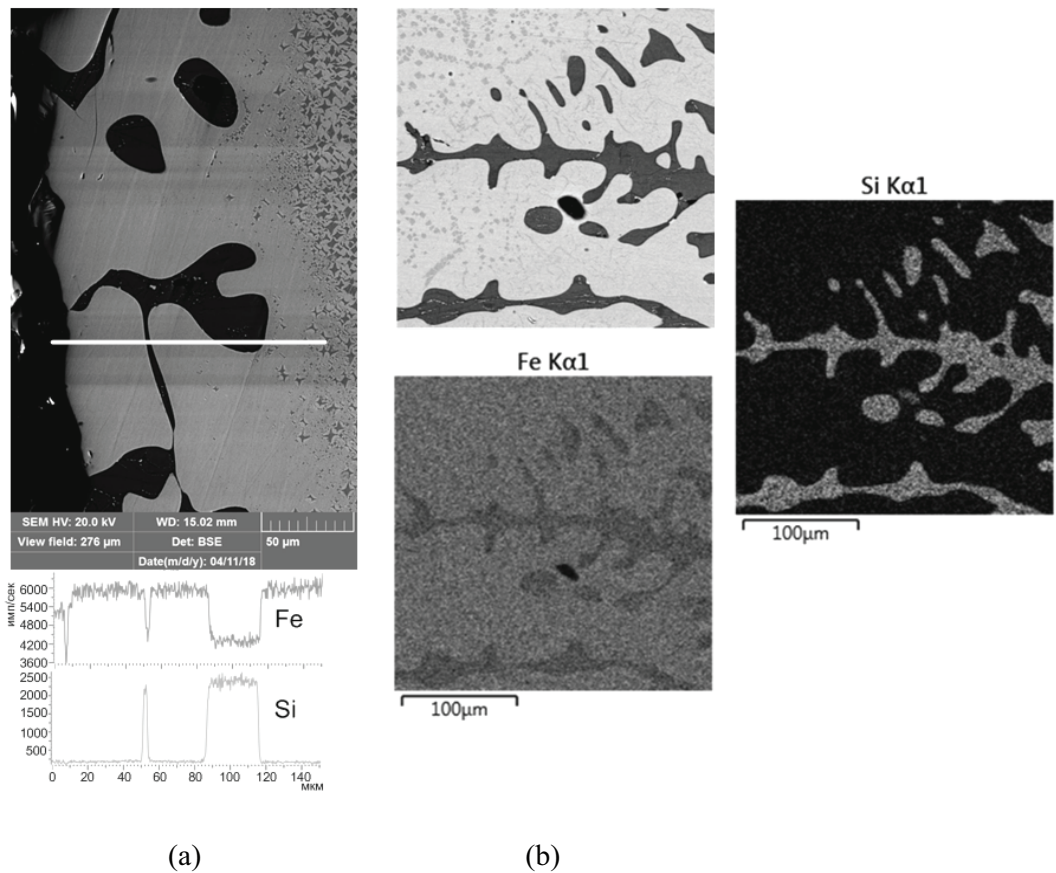 SEM HV: 20.0 kV WD: 15.02 mm
View field: 276 µm Det: BSE 50 µm
Date(m/d/y): 04/11/18
имп/сек
6000
5400
4800
4200
3600
Fe
2500
2000
1500
1000
500
Si
0 20 40 60 80 100 120 140
мкм
(a)
Fe Kα1
100µm
Si Kα1
100µm
(b)